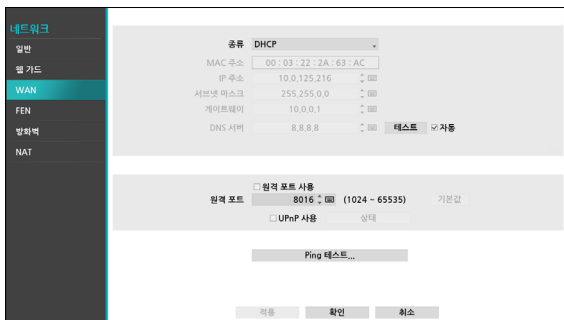 네트워크
일반
웹 가드
WAN
FEN
방화벽
NAT
종류 DHCP
MAC 주소 00 : 03 : 22 : 2A : 63 : AC
IP 주소 10,0,125,216
서브넷 마스크 255,255,0,0
게이트웨이 10,0,0,1
DNS 서버 8,8,8,8 테스트 자동
원격 포트 사용
원격 포트 8016 (1024 ~ 65535) 기본값
UPnP 사용 상태
Ping 테스트...
적용 확인 취소